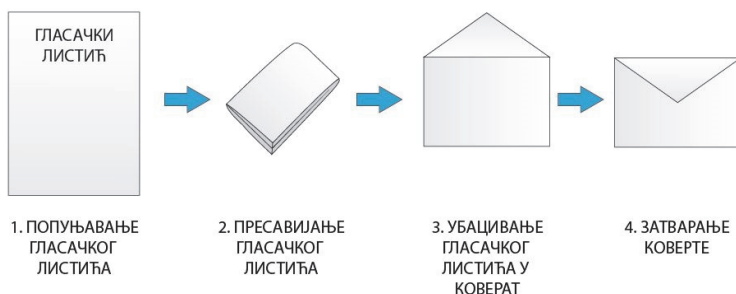 ГЛАСАЧКИ
ЛИСТИЋ
1. ПОПУЊАВАЊЕ
ГЛАСАЧКОГ
ЛИСТИЋА
2. ПРЕСАВИЈАЊЕ
ГЛАСАЧКОГ
ЛИСТИЋА
3. УБАЦИВАЊЕ
ГЛАСАЧКОГ
ЛИСТИЋА У
КОВЕРАТ
4. ЗАТВАРАЊЕ
КОВЕРТЕ